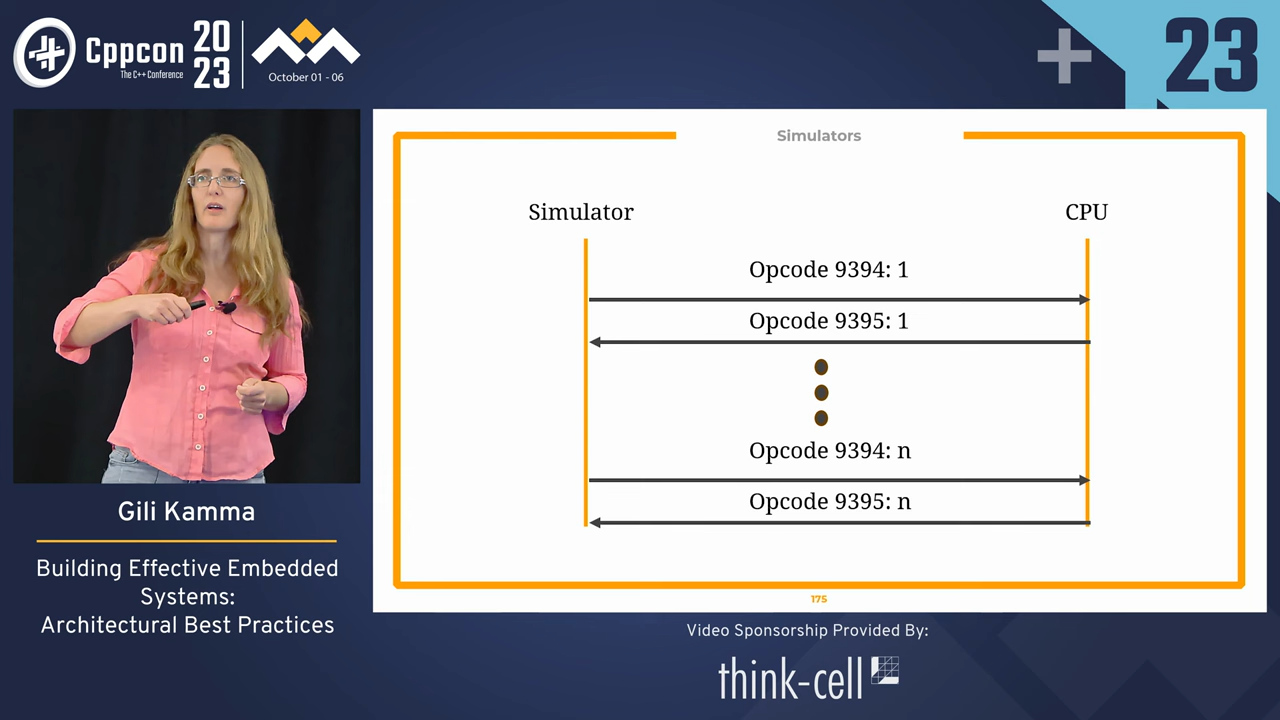 Cppcon
The C++ Conference
20
23
October 01 - 06
23
Simulators
Simulator
CPU
Opcode 9394: 1
Opcode 9395: 1
Opcode 9394: n
Opcode 9395: n
175
Gili Kamma
Building Effective Embedded
Systems:
Architectural Best Practices
Video Sponsorship Provided By:
think-cell